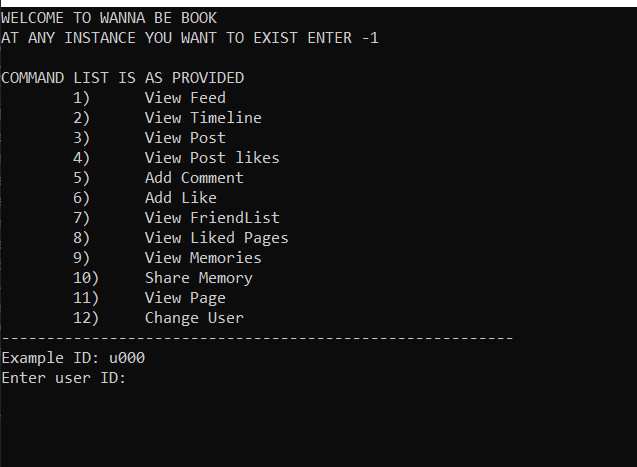 WELCOME TO WANNA BE BOOK
AT ANY INSTANCE YOU WANT TO EXIST ENTER -1
COMMAND LIST IS AS PROVIDED
1) View Feed
2) View Timeline
3) View Post
4) View Post likes
5) Add Comment
6) Add Like
7) View FriendList
8) View Liked Pages
9) View Memories
10) Share Memory
11) View Page
12) Change User
---------------------------------------------------------
Example ID: u000
Enter user ID: